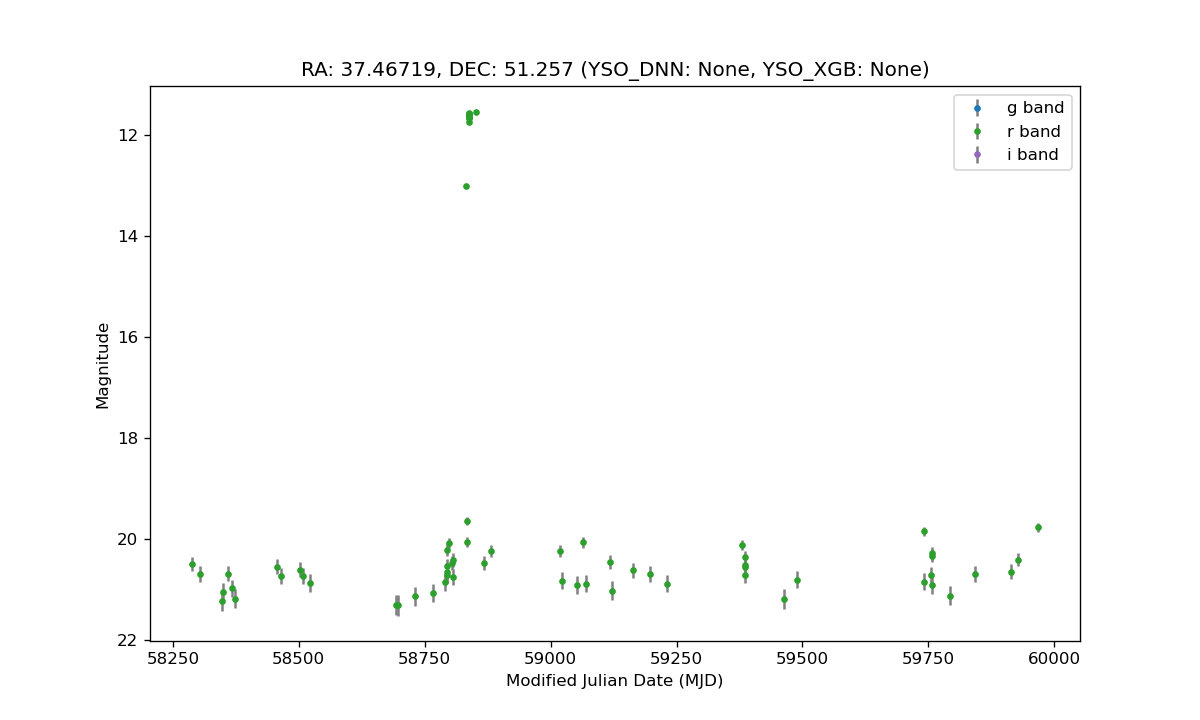 RA: 37.46719, DEC: 51.257 (YSO_DNN: None, YSO_XGB: None)
g band
r band
i band
Magnitude
12
14
16
18
20
22
58250 58500 58750 59000 59250 59500 59750 60000
Modified Julian Date (MJD)